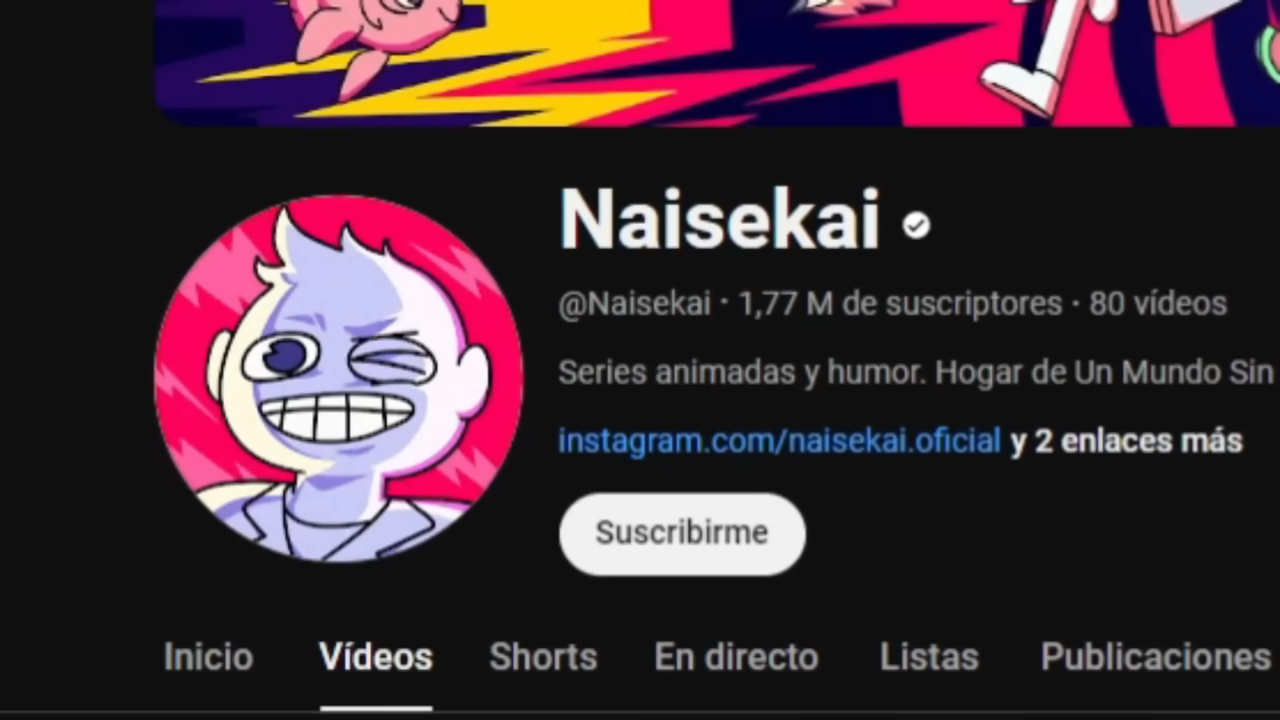 Naisekai
@Naisekai · 1,77 M de suscriptores · 80 vídeos
Series animadas y humor. Hogar de Un Mundo Sin
instagram.com/naisekai.oficial y 2 enlaces más
Suscribirme
Inicio Vídeos Shorts En directo Listas Publicaciones